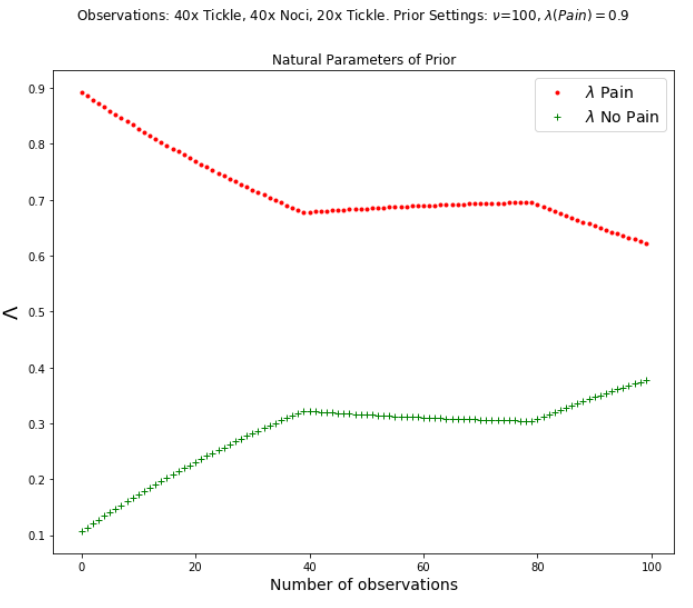 Observations: 40x Tickle, 40x Noci, 20x Tickle. Prior Settings: ν=100, λ(Pain) = 0.9
Natural Parameters of Prior
λ Pain
λ No Pain
0.9
0.8
0.7
0.6
0.5
0.4
0.3
0.2
0.1
Λ
0 20 40 60 80 100
Number of observations